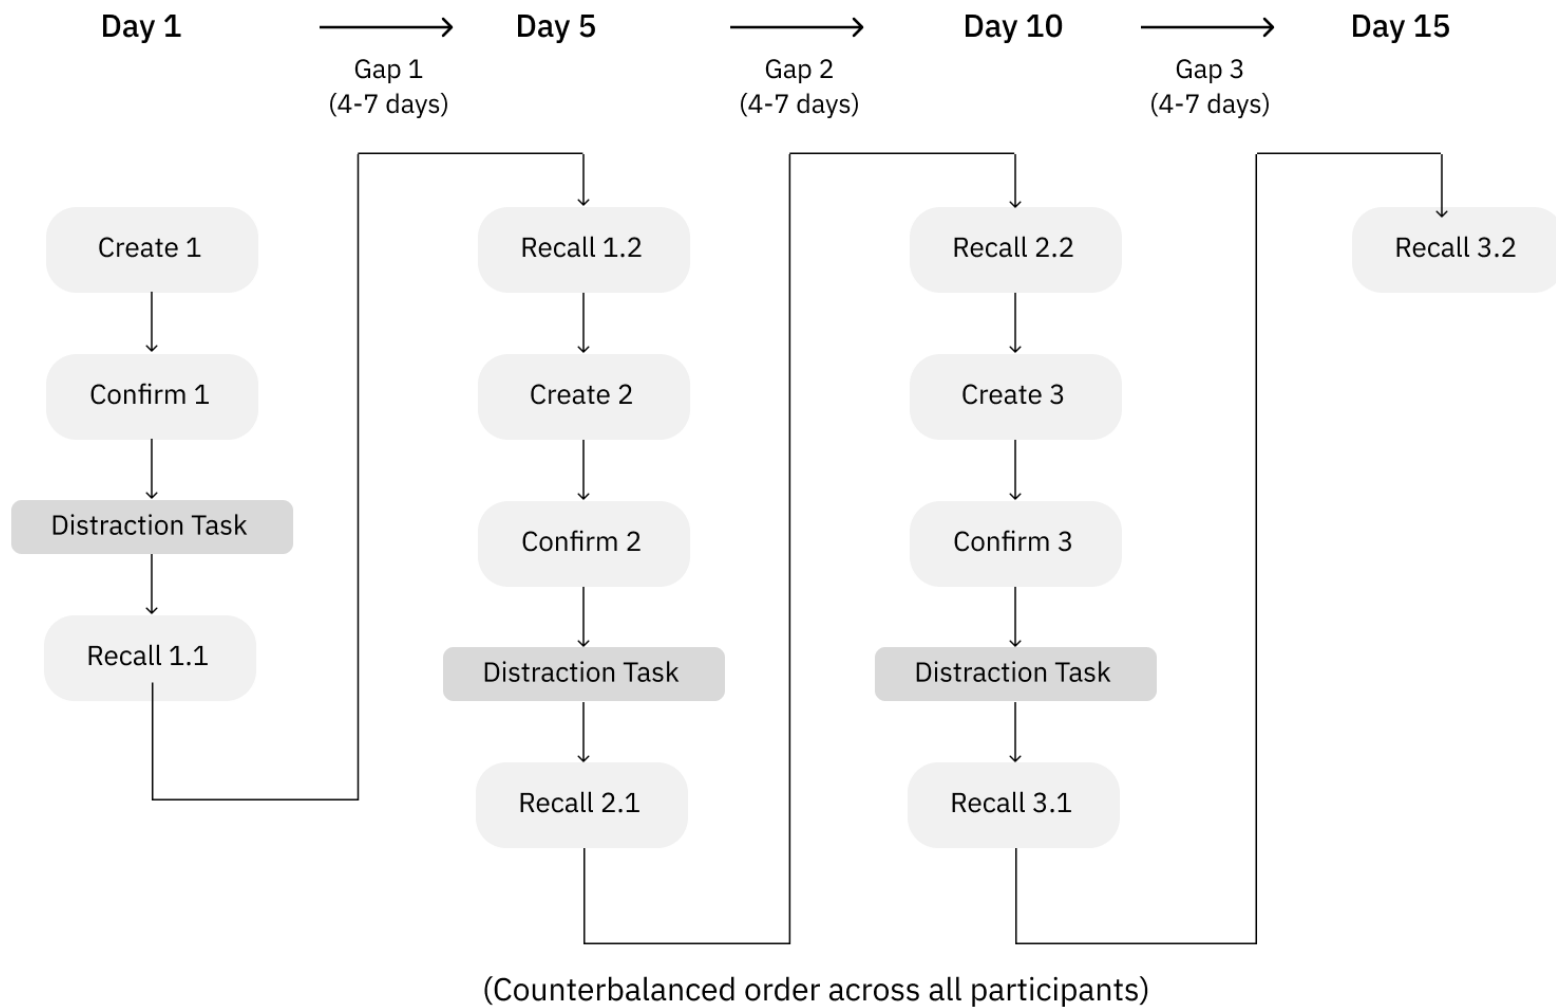 Day 1
Day 5
Day 10
Day 15
Gap 1
(4-7 days)
Gap 2
(4-7 days)
Gap 3
(4-7 days)
Create 1
Confirm 1
Distraction Task
Recall 1.1
Recall 1.2
Create 2
Confirm 2
Distraction Task
Recall 2.1
Recall 2.2
Create 3
Confirm 3
Distraction Task
Recall 3.1
Recall 3.2
(Counterbalanced order across all participants)